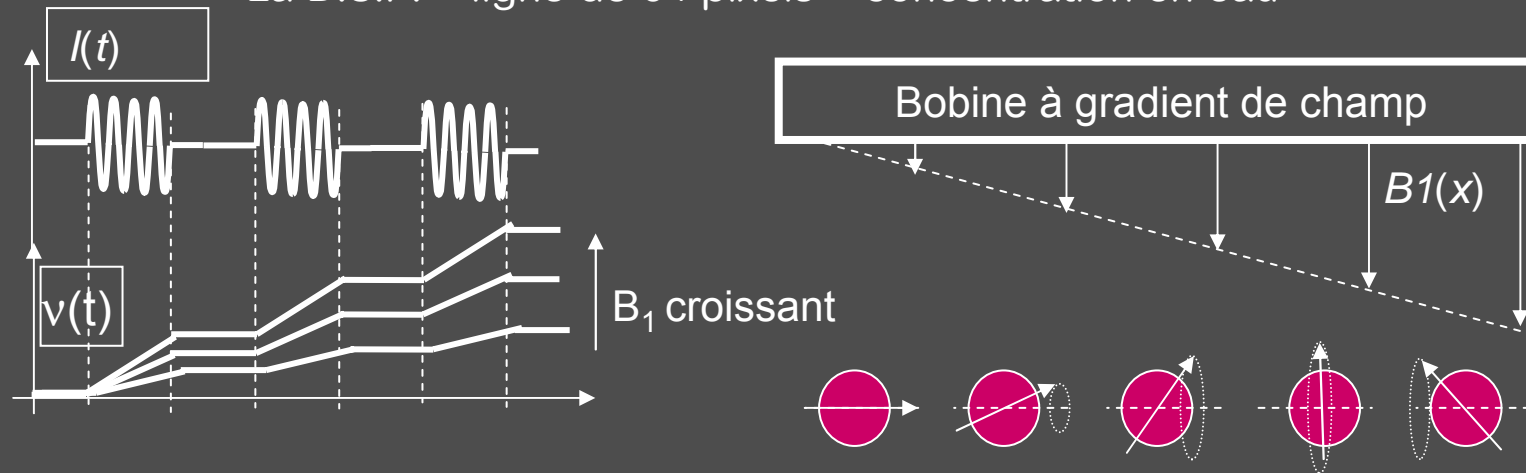 I(t)
Bobine à gradient de champ
B1(x)
ν(t)
B₁ croissant